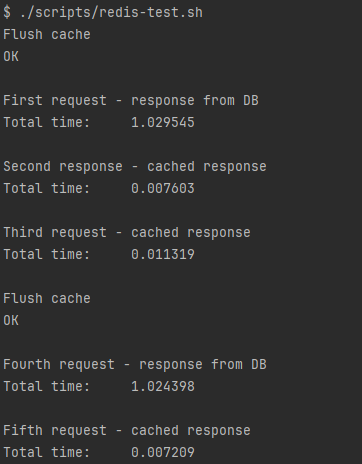 $ ./scripts/redis-test.sh
Flush cache
OK
First request - response from DB
Total time:     1.029545
Second response - cached response
Total time:     0.007603
Third request - cached response
Total time:     0.011319
Flush cache
OK
Fourth request - response from DB
Total time:     1.024398
Fifth request - cached response
Total time:     0.007209